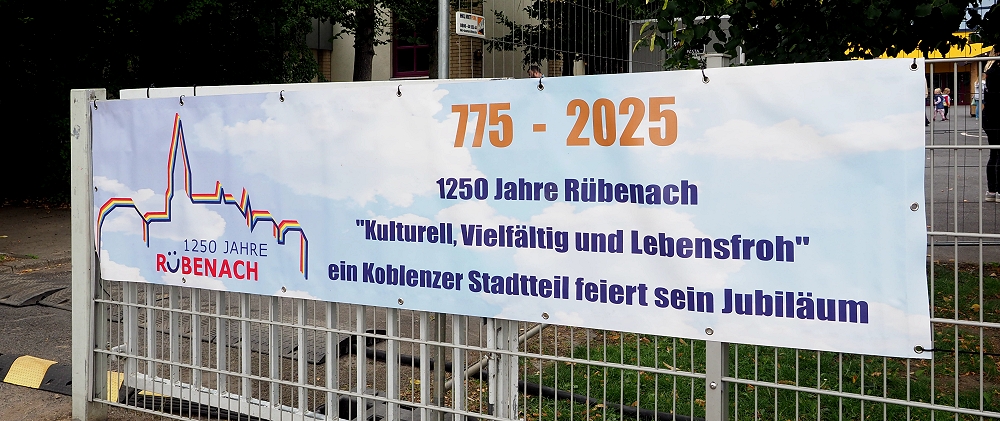 775 - 2025
1250 Jahre Rübenach
"Kulturell, Vielfältig und Lebensfroh"
ein Koblenzer Stadtteil feiert sein Jubiläum
1250 JAHRE
RÜBENACH